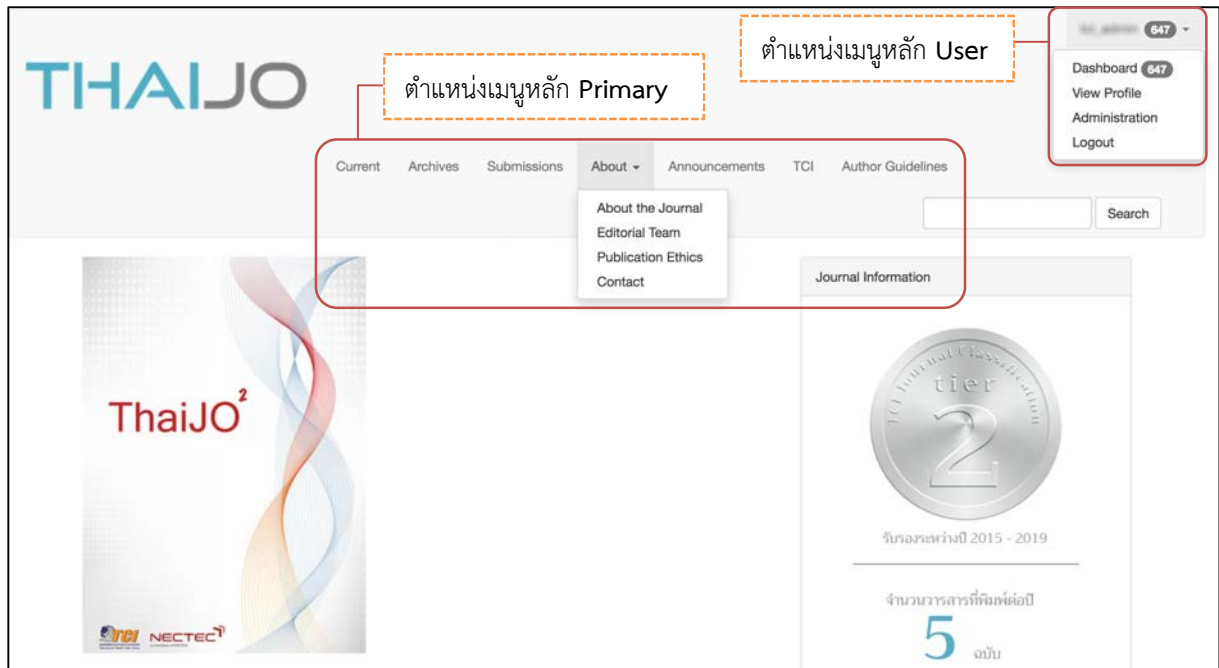 647
ตำแหน่งเมนูหลัก User
Dashboard 647
View Profile
Administration
Logout
THAIJO
ตำแหน่งเมนูหลัก Primary
Current Archives Submissions About Announcements TCI Author Guidelines
About the Journal
Editorial Team
Publication Ethics
Contact
Search
Journal Information
ThaiJO²
TCI Journal Classification
tier
2
รับรองระหว่างปี 2015 - 2019
จำนวนวารสารที่พิมพ์ต่อปี
5 ฉบับ
TCI NECTEC